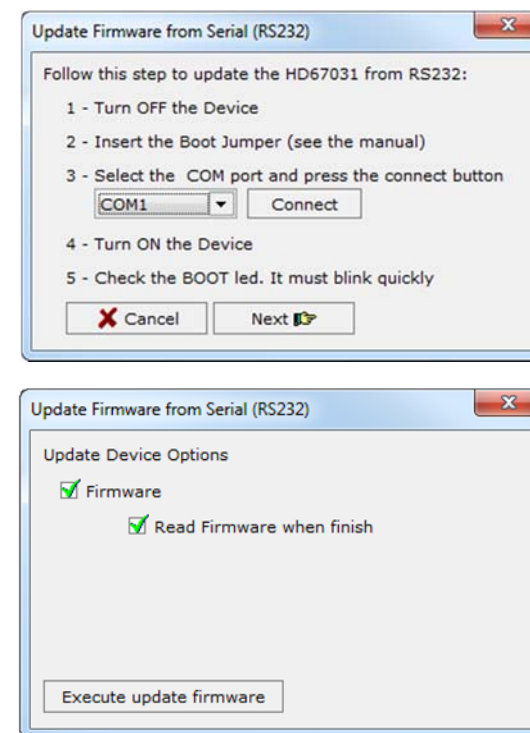 Update Firmware from Serial (RS232)
Follow this step to update the HD67031 from RS232:
1 - Turn OFF the Device
2 - Insert the Boot Jumper (see the manual)
3 - Select the COM port and press the connect button
COM1 Connect
4 - Turn ON the Device
5 - Check the BOOT led. It must blink quickly
Cancel Next
Update Firmware from Serial (RS232)
Update Device Options
Firmware
Read Firmware when finish
Execute update firmware